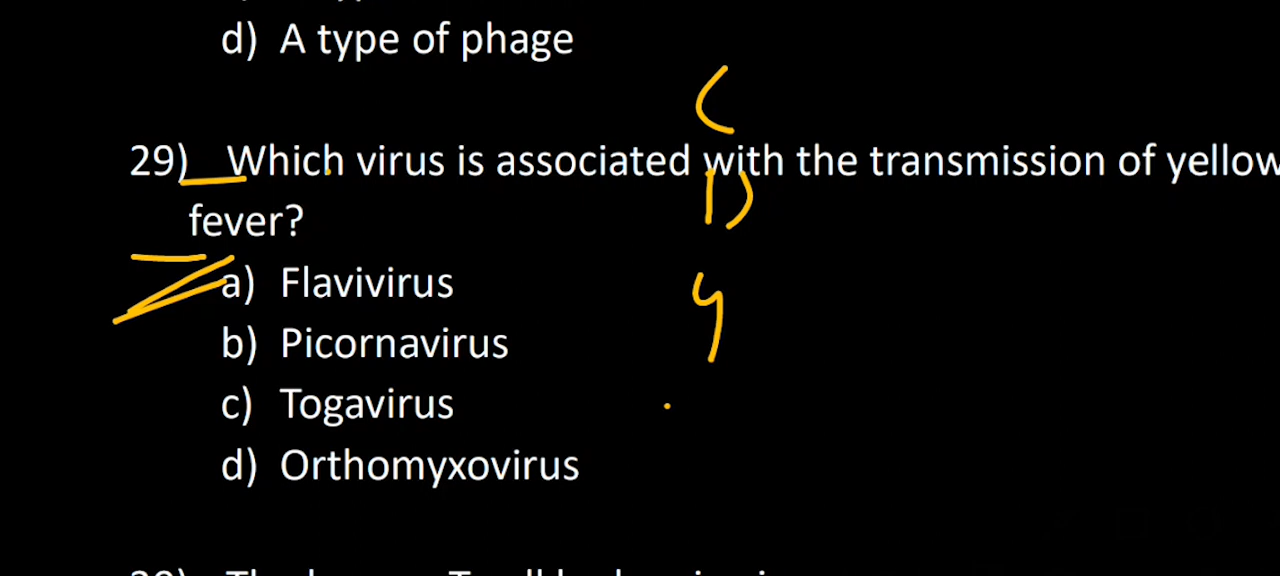 d) A type of phage
C
29) Which virus is associated with the transmission of yellow
D
fever?
a) Flavivirus
y
b) Picornavirus
c) Togavirus
d) Orthomyxovirus